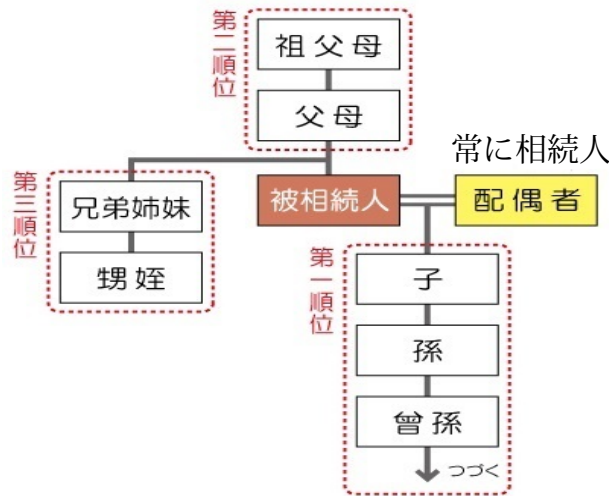 第二順位
祖父母
父母
常に相続人
第三順位
兄弟姉妹
甥姪
被相続人
配偶者
第一順位
子
孫
曾孫
つづく